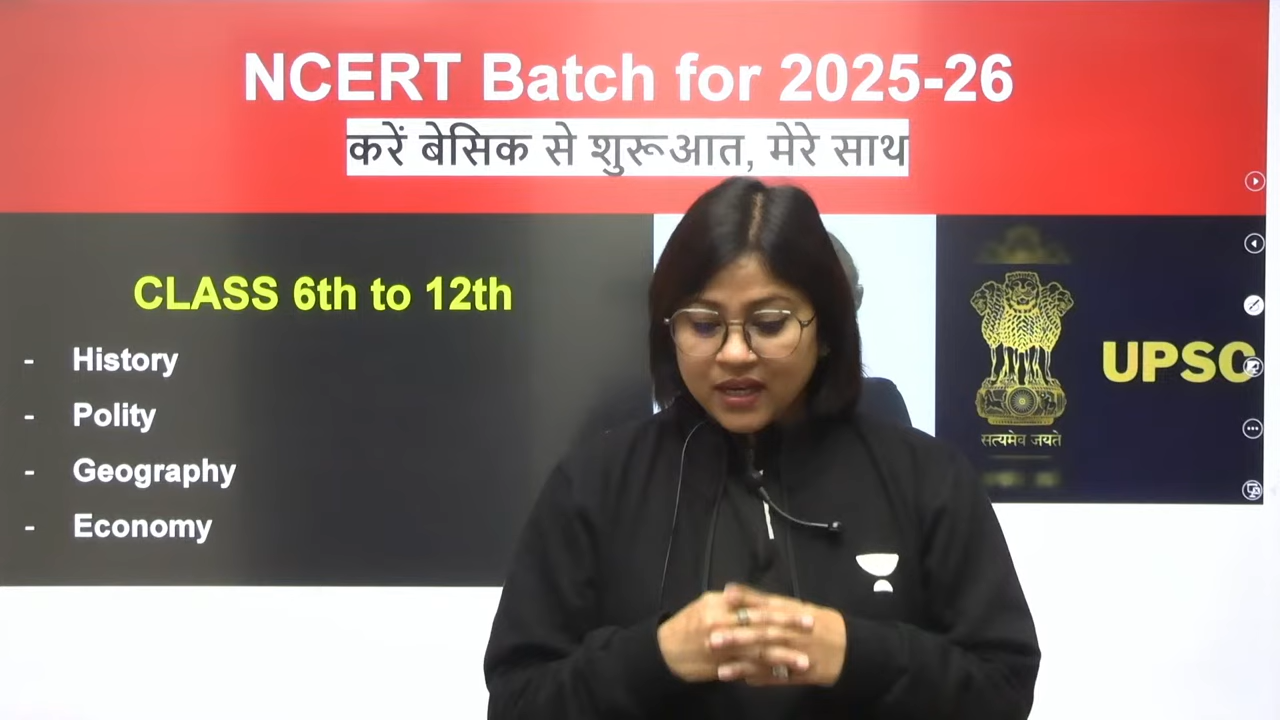 NCERT Batch for 2025-26
करें बेसिक से शुरूआत, मेरे साथ
CLASS 6th to 12th
- History
- Polity
- Geography
- Economy
सत्यमेव जयते
UPSC